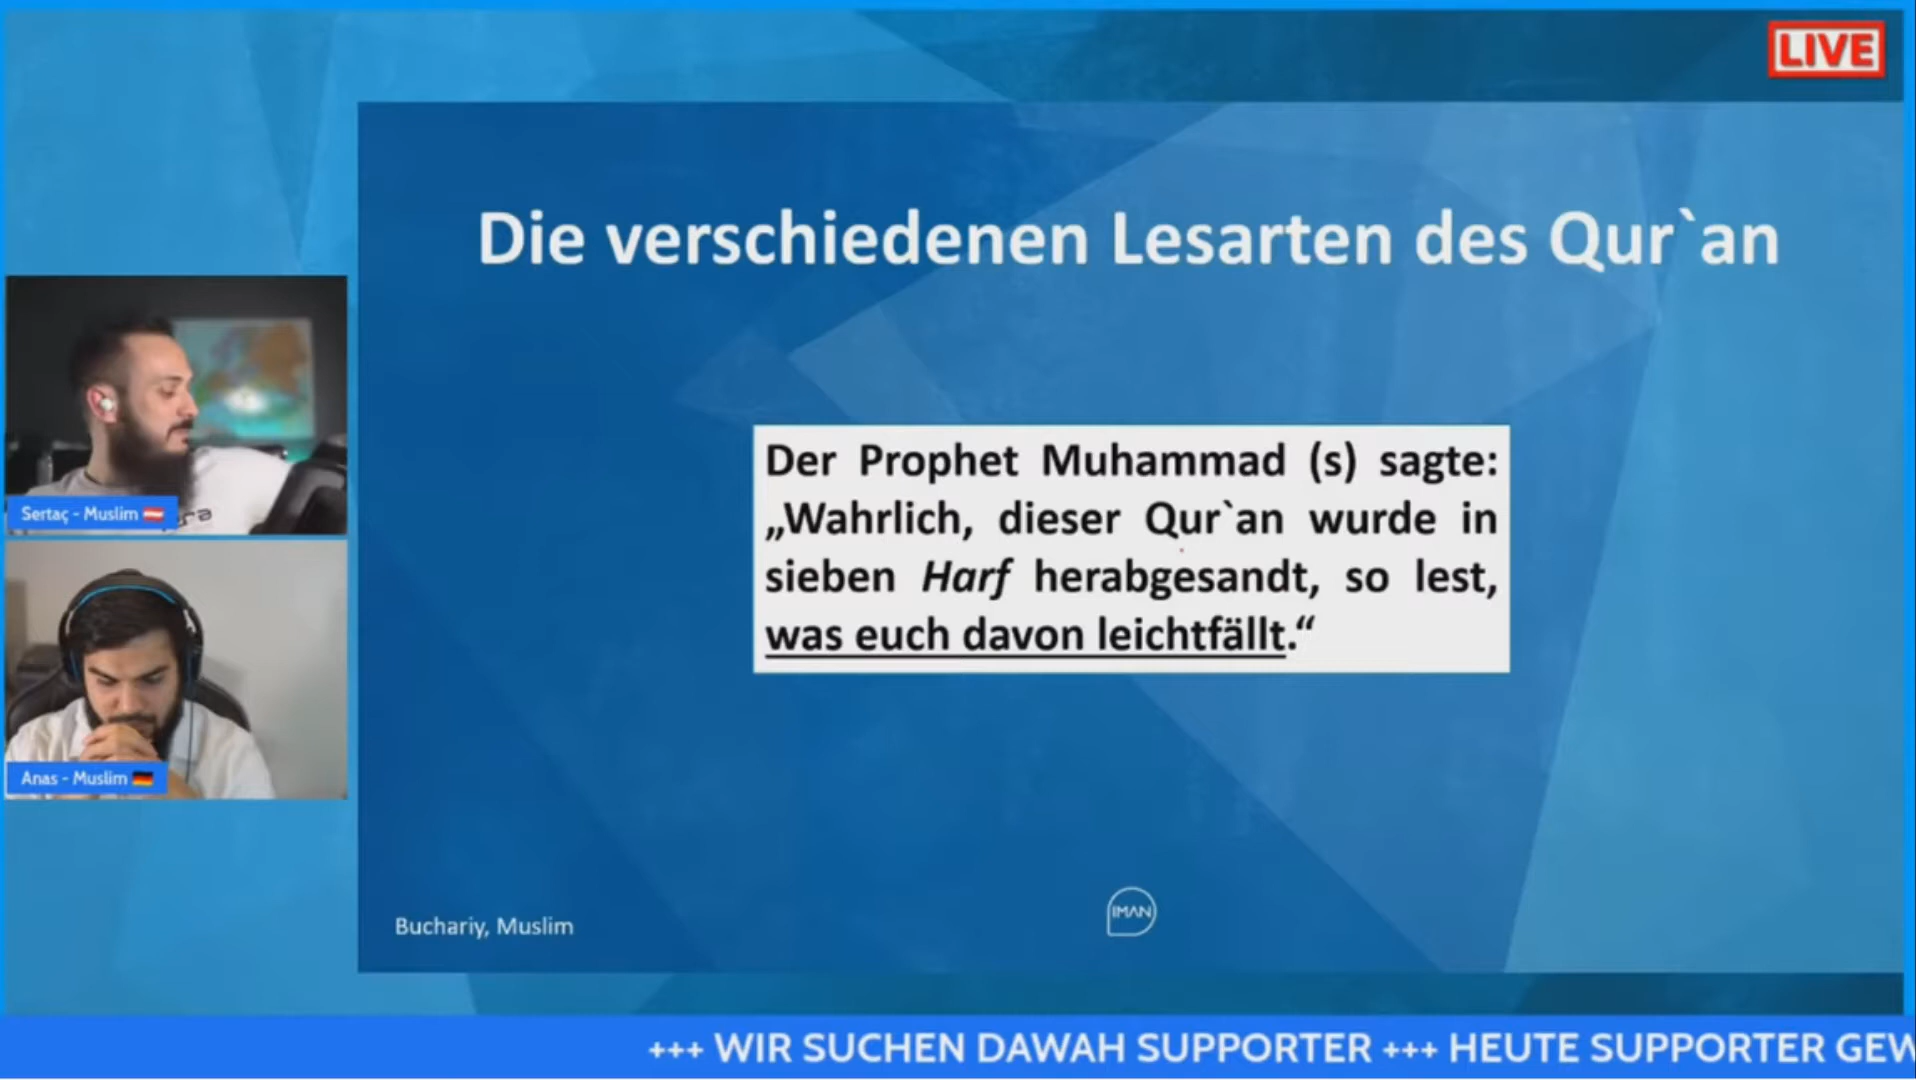 LIVE
Die verschiedenen Lesarten des Qur`an
Der Prophet Muhammad (s) sagte:
„Wahrlich, dieser Qur`an wurde in
sieben Harf herabgesandt, so lest,
was euch davon leichtfällt.“
Sertaç - Muslim
Anas - Muslim
Buchariy, Muslim
IMAN
+++ WIR SUCHEN DAWAH SUPPORTER +++ HEUTE SUPPORTER GEW